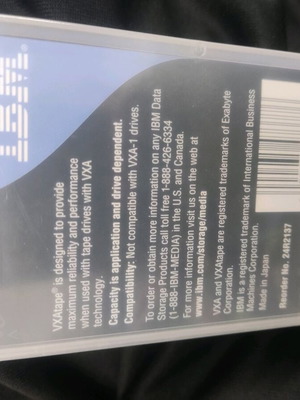 IBM
VXAtape® is designed to provide
maximum reliability and performance
when used with tape drives with VXA
technology.
Capacity is application and drive dependent.
Compatibility: Not compatible with VXA-1 drives.
To order or obtain more information on any IBM Data
Storage Products call toll free 1-888-426-6334
(1-888-IBM-MEDIA) in the U.S. and Canada.
For more information visit us on the web at
www.ibm.com/storage/media
VXA and VXAtape are registered trademarks of Exabyte
Corporation.
IBM is a registered trademark of International Business
Machines Corporation.
Made in Japan
Reorder No. 24R2137